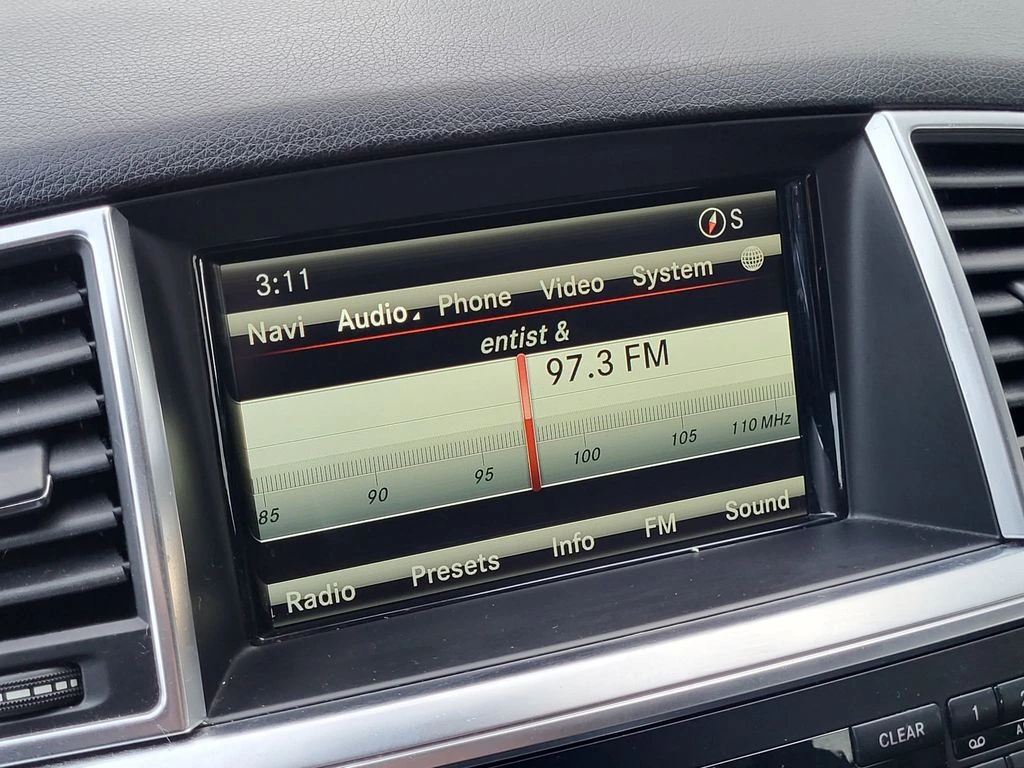 S
3:11
Navi Audio Phone Video System
entist &
97.3 FM
85 90 95 100 105 110 MHz
Radio Presets Info FM Sound
CLEAR 1